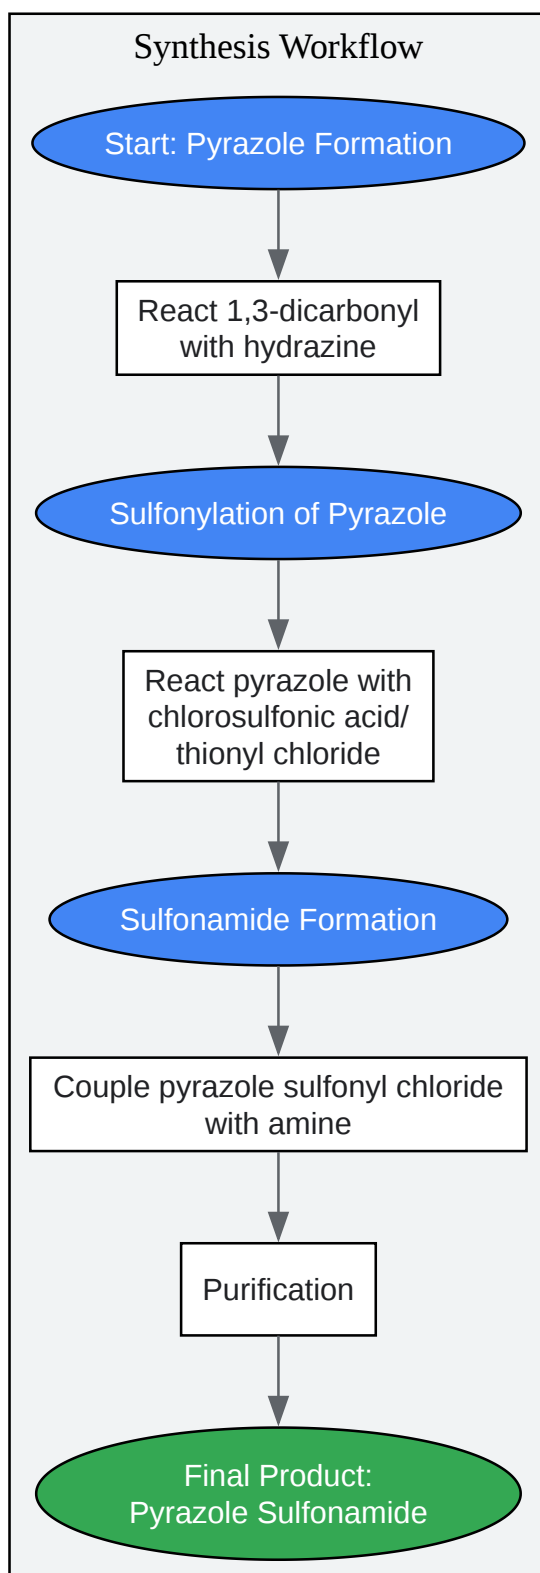 Synthesis Workflow
Start: Pyrazole Formation
React 1,3-dicarbonyl
with hydrazine
Sulfonylation of Pyrazole
React pyrazole with
chlorosulfonic acid/
thionyl chloride
Sulfonamide Formation
Couple pyrazole sulfonyl chloride
with amine
Purification
Final Product:
Pyrazole Sulfonamide